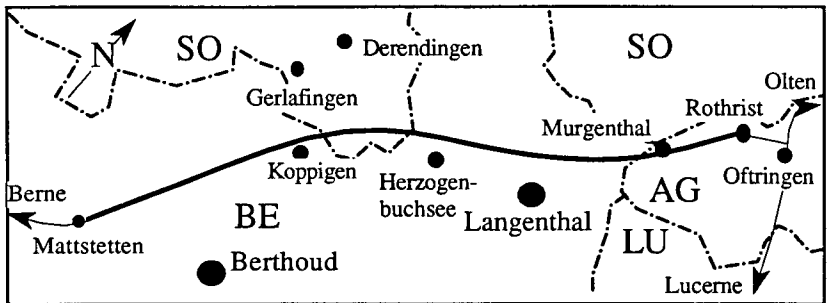 N
SO
Derendingen
SO
Gerlafingen
Olten
Rothrist
Murgenthal
Koppigen
Herzogen-
buchsee
AG
Oftringen
Berne
BE
Langenthal
Mattstetten
LU
Berthoud
Lucerne